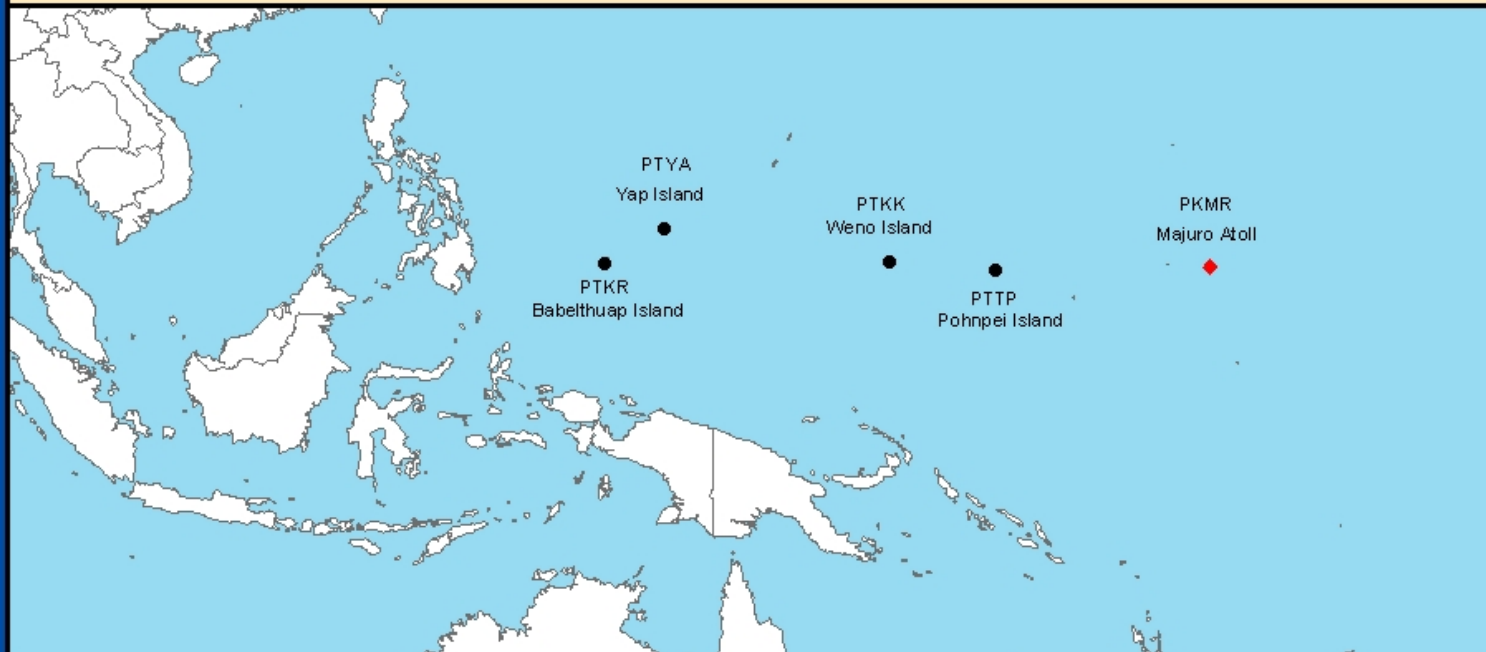 PTYA
Yap Island
PTKR
Babelthuap Island
PTKK
Weno Island
PTTP
Pohnpei Island
PKMR
Majuro Atoll